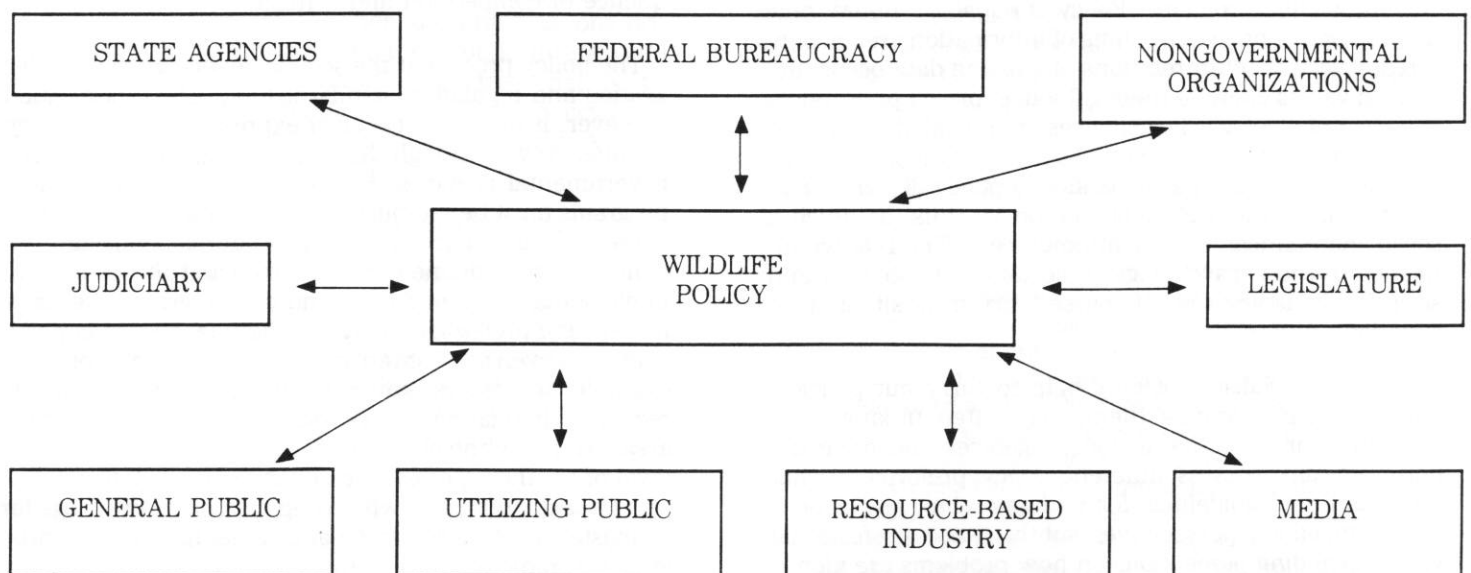 STATE AGENCIES
FEDERAL BUREAUCRACY
NONGOVERNMENTAL
ORGANIZATIONS
JUDICIARY
WILDLIFE
POLICY
LEGISLATURE
GENERAL PUBLIC
UTILIZING PUBLIC
RESOURCE-BASED
INDUSTRY
MEDIA